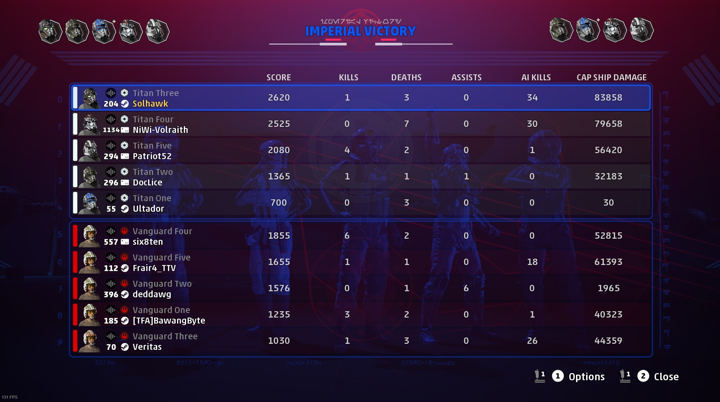 IMPERIAL VICTORY
SCORE KILLS DEATHS ASSISTS AI KILLS CAP SHIP DAMAGE
Titan Three
204 Solhawk 2620 1 3 0 34 83858
Titan Four
1134 NiWi-Volraith 2525 0 7 0 30 79658
Titan Five
294 Patriot52 2080 4 2 0 1 56420
Titan Two
296 DocIice 1365 1 1 1 0 32183
Titan One
55 Ultador 700 0 3 0 0 30
Vanguard Four
557 six8ten 1855 6 2 0 0 52815
Vanguard Five
112 Frair4_TTV 1655 1 1 0 18 61393
Vanguard Two
396 deddawg 1576 0 1 6 0 1965
Vanguard One
185 [TFA]BawangByte 1235 3 2 0 1 40323
Vanguard Three
70 Veritas 1030 1 3 0 26 44359
1 1 Options 1 2 Close